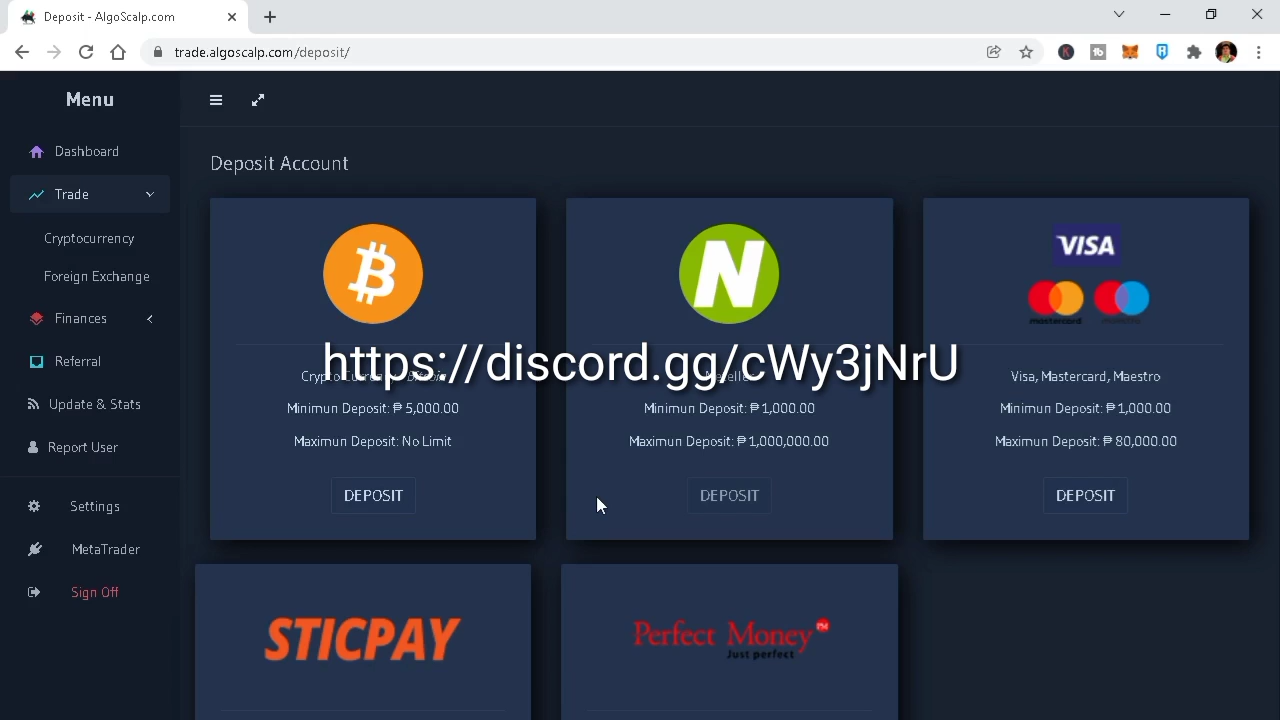 Deposit - AlgoScalp.com
trade.algoscalp.com/deposit/
Menu
Dashboard
Trade
Cryptocurrency
Foreign Exchange
Finances
Referral
Update & Stats
Report User
Settings
MetaTrader
Sign Off
Deposit Account
N
VISA
mastercard maestro
https://discord.gg/cWy3jNrU
Visa, Mastercard, Maestro
Minimun Deposit: ₱ 5,000.00
Maximun Deposit: No Limit
DEPOSIT
Minimun Deposit: ₱ 1,000.00
Maximun Deposit: ₱ 1,000,000.00
DEPOSIT
Minimun Deposit: ₱ 1,000.00
Maximun Deposit: ₱ 80,000.00
DEPOSIT
STICPAY
Perfect Money PM
Just perfect